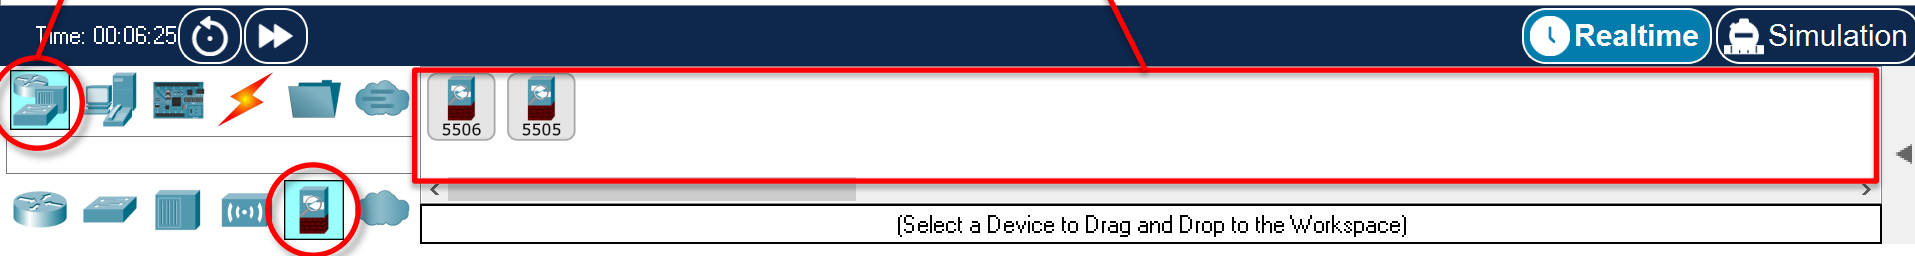 Time: 00:06:25
Realtime
Simulation
5506
5505
(Select a Device to Drag and Drop to the Workspace)